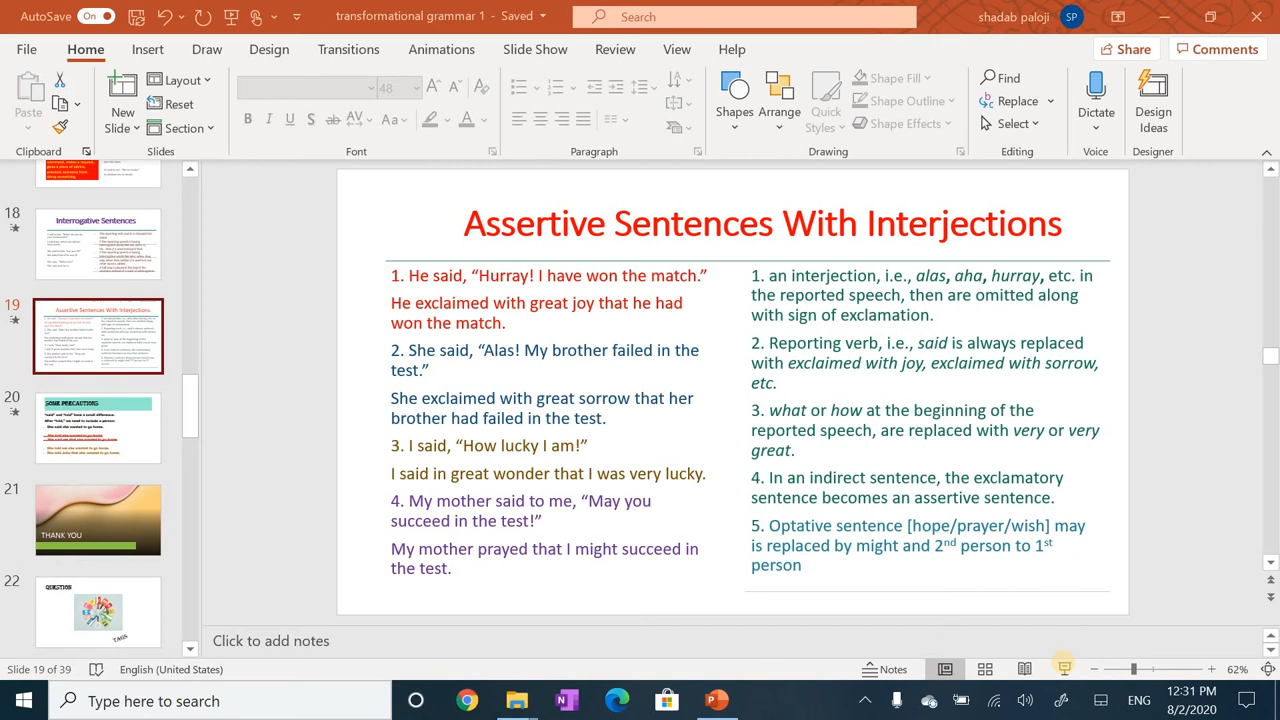 AutoSave On
transformational grammar 1 - Saved
Search
shadab paloji
SP
File Home Insert Draw Design Transitions Animations Slide Show Review View Help
Share Comments
Paste
New Slide
Layout
Reset
Section
48
Shapes
Arrange
Quick Styles
Shape Fill
Shape Outline
Shape Effects
Find
Replace
Select
Dictate
Design Ideas
Clipboard Slides Font Paragraph Drawing Editing Voice Designer
18
Interrogative Sentences
19
Assertive Sentences With Interjections
20
SOME PRECAUTIONS
"said" and "told" have a small difference.
21
THANK YOU
22
QUESTION
TAGS
Assertive Sentences With Interjections
1. He said, “Hurray! I have won the match.”
He exclaimed with great joy that he had
won the match.
2. She said, “Alas! My brother failed in the
test.”
She exclaimed with great sorrow that her
brother had failed in the test.
3. I said, “How lucky I am!”
I said in great wonder that I was very lucky.
4. My mother said to me, “May you
succeed in the test!”
My mother prayed that I might succeed in
the test.
1. an interjection, i.e., alas, aha, hurray, etc. in
the reported speech, then are omitted along
with sign of exclamation.
2. Reporting verb, i.e., said is always replaced
with exclaimed with joy, exclaimed with sorrow,
etc.
3. what or how at the beginning of the
reported speech, are replaced with very or very
great.
4. In an indirect sentence, the exclamatory
sentence becomes an assertive sentence.
5. Optative sentence [hope/prayer/wish] may
is replaced by might and 2nd person to 1st
person
Click to add notes
Slide 19 of 39 English (United States) Notes 62%
Type here to search
ENG
12:31 PM
8/2/2020